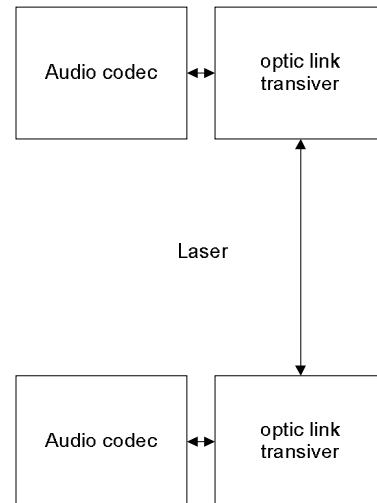 Audio codec
optic link
transiver
Laser
Audio codec
optic link
transiver